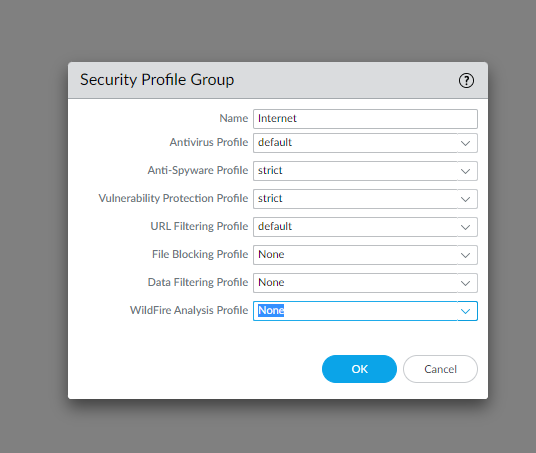 Security Profile Group ?
Name Internet
Antivirus Profile default
Anti-Spyware Profile strict
Vulnerability Protection Profile strict
URL Filtering Profile default
File Blocking Profile None
Data Filtering Profile None
WildFire Analysis Profile None
OK Cancel